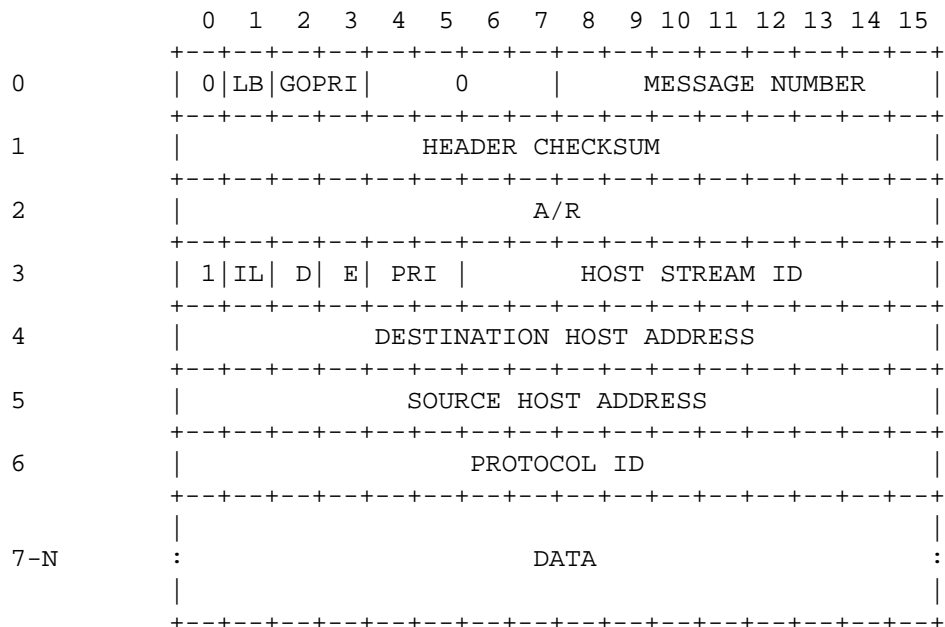 0 1 2 3 4 5 6 7 8 9 10 11 12 13 14 15
+--+--+--+--+--+--+--+--+--+--+--+--+--+--+--+--+
0 | 0|LB|GOPRI| 0 | MESSAGE NUMBER |
+--+--+--+--+--+--+--+--+--+--+--+--+--+--+--+--+
1 | HEADER CHECKSUM |
+--+--+--+--+--+--+--+--+--+--+--+--+--+--+--+--+
2 | A/R |
+--+--+--+--+--+--+--+--+--+--+--+--+--+--+--+--+
3 | 1|IL| D| E| PRI | HOST STREAM ID |
+--+--+--+--+--+--+--+--+--+--+--+--+--+--+--+--+
4 | DESTINATION HOST ADDRESS |
+--+--+--+--+--+--+--+--+--+--+--+--+--+--+--+--+
5 | SOURCE HOST ADDRESS |
+--+--+--+--+--+--+--+--+--+--+--+--+--+--+--+--+
6 | PROTOCOL ID |
+--+--+--+--+--+--+--+--+--+--+--+--+--+--+--+--+
| |
7-N : DATA :
| |
+--+--+--+--+--+--+--+--+--+--+--+--+--+--+--+--+